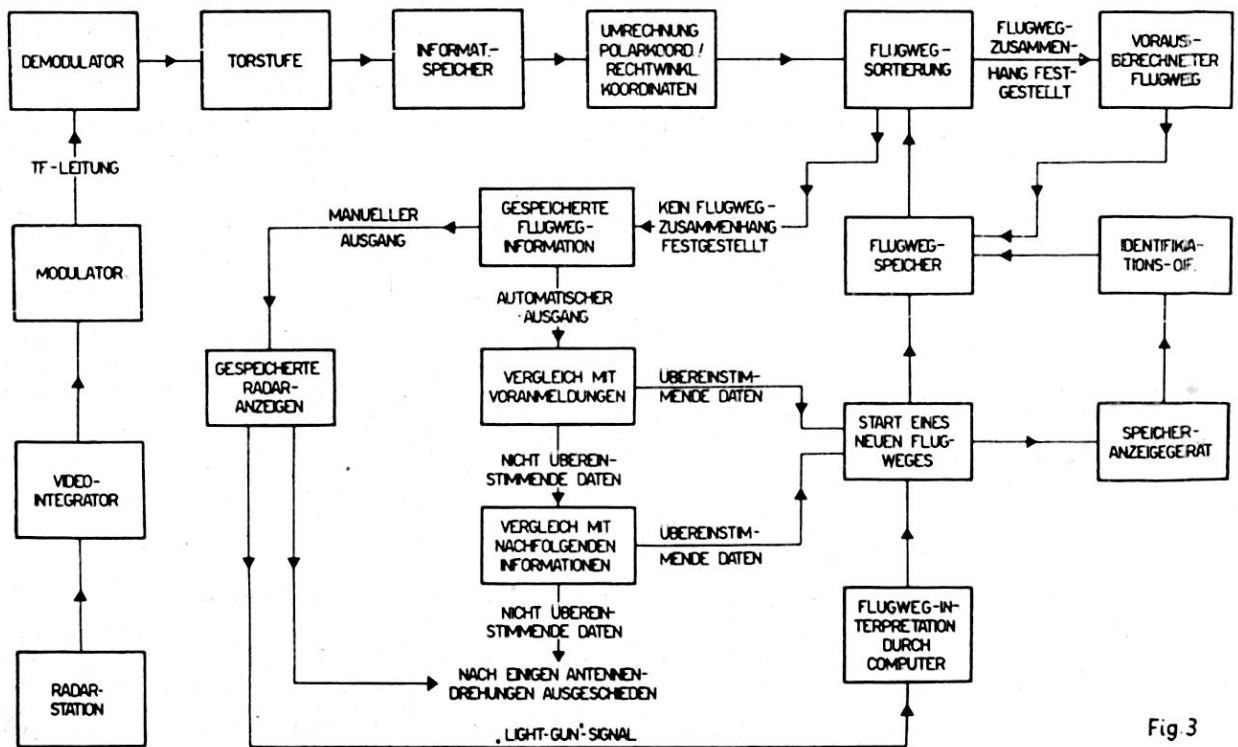 DEMODULATOR
TORSTUFE
INFORMAT.-
SPEICHER
UMRECHNUNG
POLARKOORD./
RECHTWINKL.
KOORDINATEN
FLUGWEG-
SORTIERUNG
FLUGWEG-
ZUSAMMEN-
HANG FEST-
GESTELLT
VORAUS-
BERECHNETER
FLUGWEG
TF-LEITUNG
MODULATOR
VIDEO-
INTEGRATOR
RADAR-
STATION
MANUELLER
AUSGANG
GESPEICHERTE
FLUGWEG-
INFORMATION
KEIN FLUGWEG-
ZUSAMMENHANG
FESTGESTELLT
FLUGWEG-
SPEICHER
IDENTIFIKA-
TIONS-OIF.
AUTOMATISCHER
AUSGANG
GESPEICHERTE
RADAR-
ANZEIGEN
VERGLEICH MIT
VORANMELDUNGEN
ÜBEREINSTIM-
MENDE DATEN
START EINES
NEUEN FLUG-
WEGES
SPEICHER-
ANZEIGEGERÄT
NICHT ÜBEREIN-
STIMMENDE DATEN
VERGLEICH MIT
NACHFOLGENDEN
INFORMATIONEN
ÜBEREINSTIM-
MENDE DATEN
NICHT ÜBEREIN-
STIMMENDE DATEN
FLUGWEG-IN-
TERPRETATION
DURCH
COMPUTER
NACH EINIGEN ANTENNEN-
DREHUNGEN AUSGESCHIEDEN
„LIGHT-GUN"-SIGNAL
Fig.3